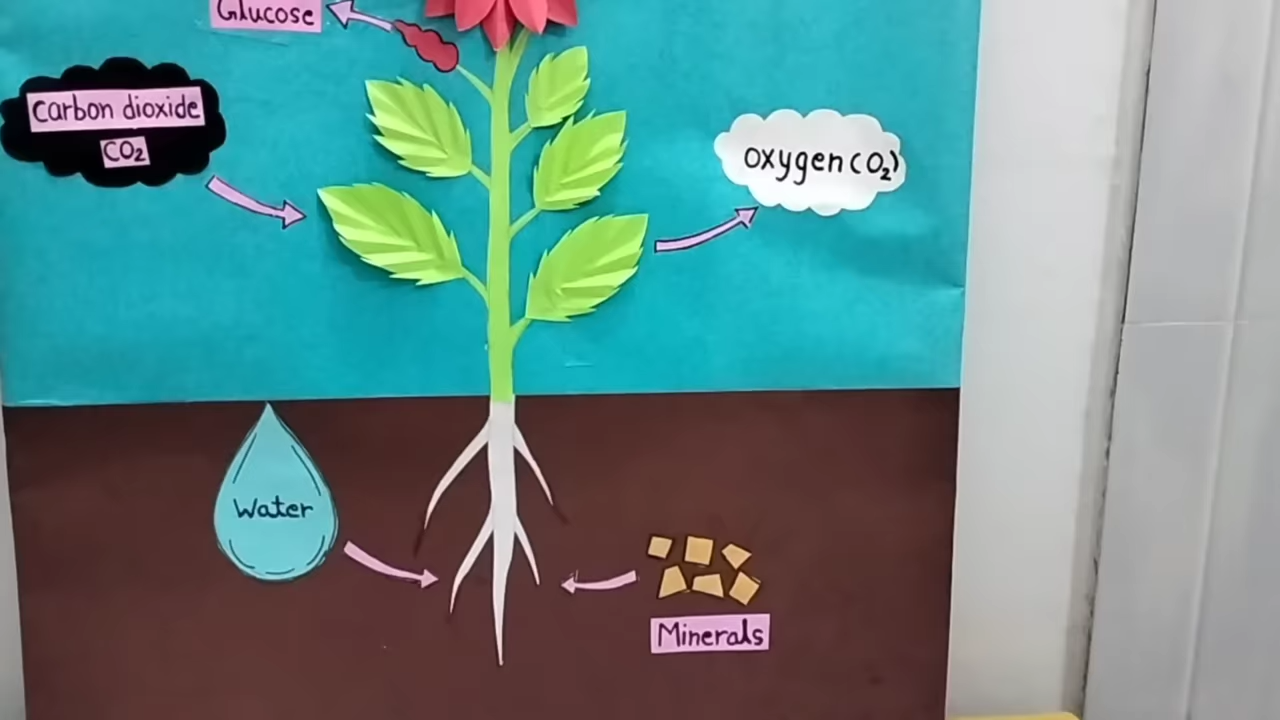 Glucose
Carbon dioxide
CO₂
Oxygen (O₂)
Water
Minerals